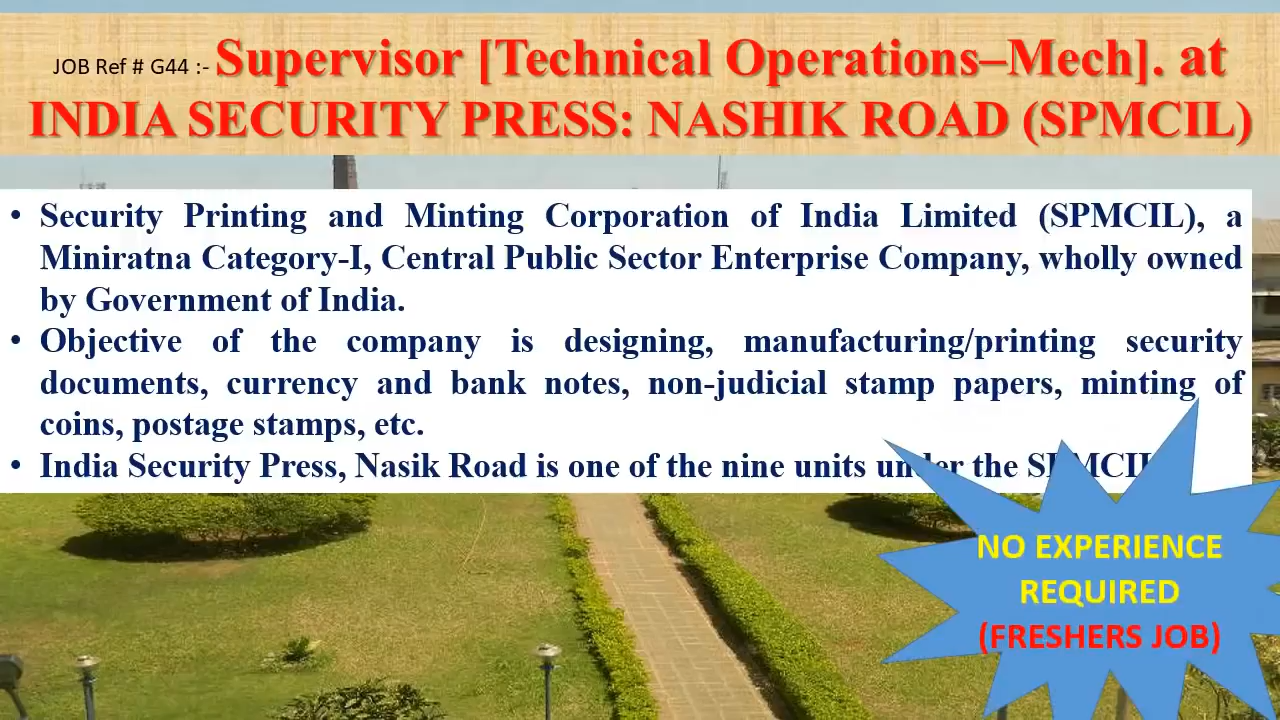 JOB Ref # G44 :- Supervisor [Technical Operations–Mech]. at
INDIA SECURITY PRESS: NASHIK ROAD (SPMCIL)
• Security Printing and Minting Corporation of India Limited (SPMCIL), a
Miniratna Category-I, Central Public Sector Enterprise Company, wholly owned
by Government of India.
• Objective of the company is designing, manufacturing/printing security
documents, currency and bank notes, non-judicial stamp papers, minting of
coins, postage stamps, etc.
• India Security Press, Nasik Road is one of the nine units under the SPMCIL
NO EXPERIENCE
REQUIRED
(FRESHERS JOB)